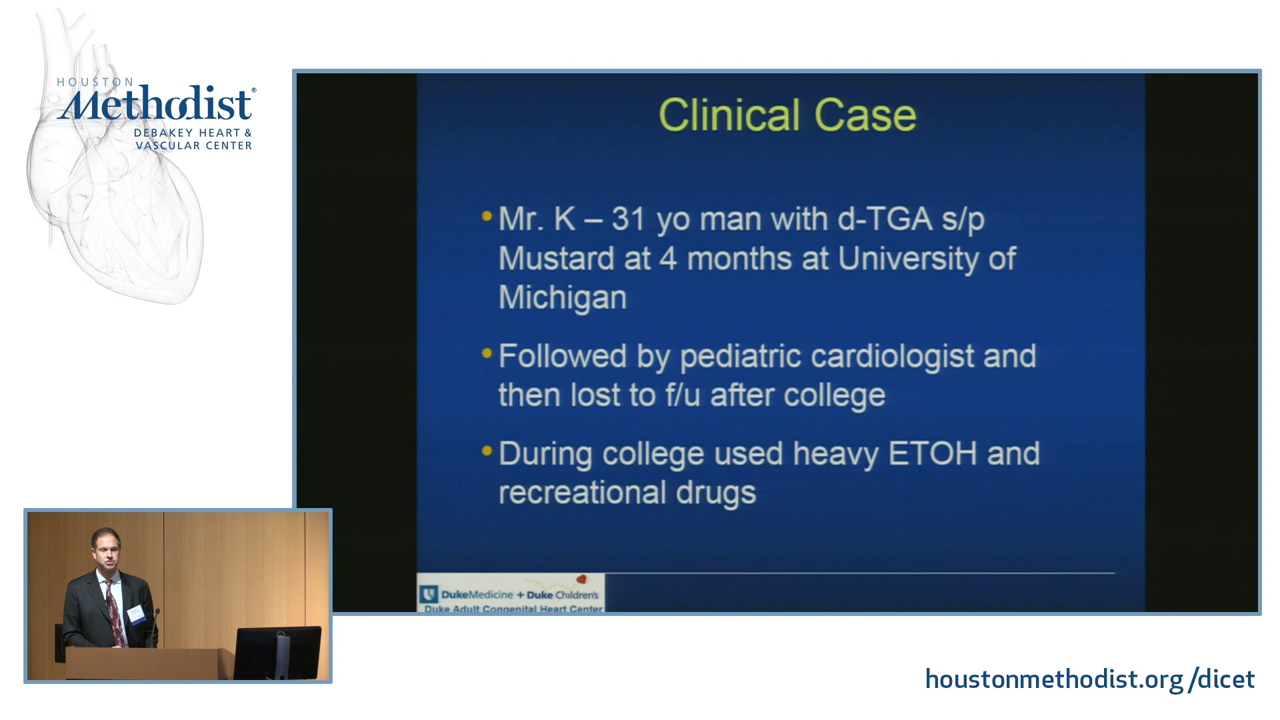 HOUSTON
Methodist®
DEBAKEY HEART &
VASCULAR CENTER
Clinical Case
• Mr. K – 31 yo man with d-TGA s/p
Mustard at 4 months at University of
Michigan
• Followed by pediatric cardiologist and
then lost to f/u after college
• During college used heavy ETOH and
recreational drugs
DukeMedicine + Duke Children's
Duke Adult Congenital Heart Center
houstonmethodist.org/dicet